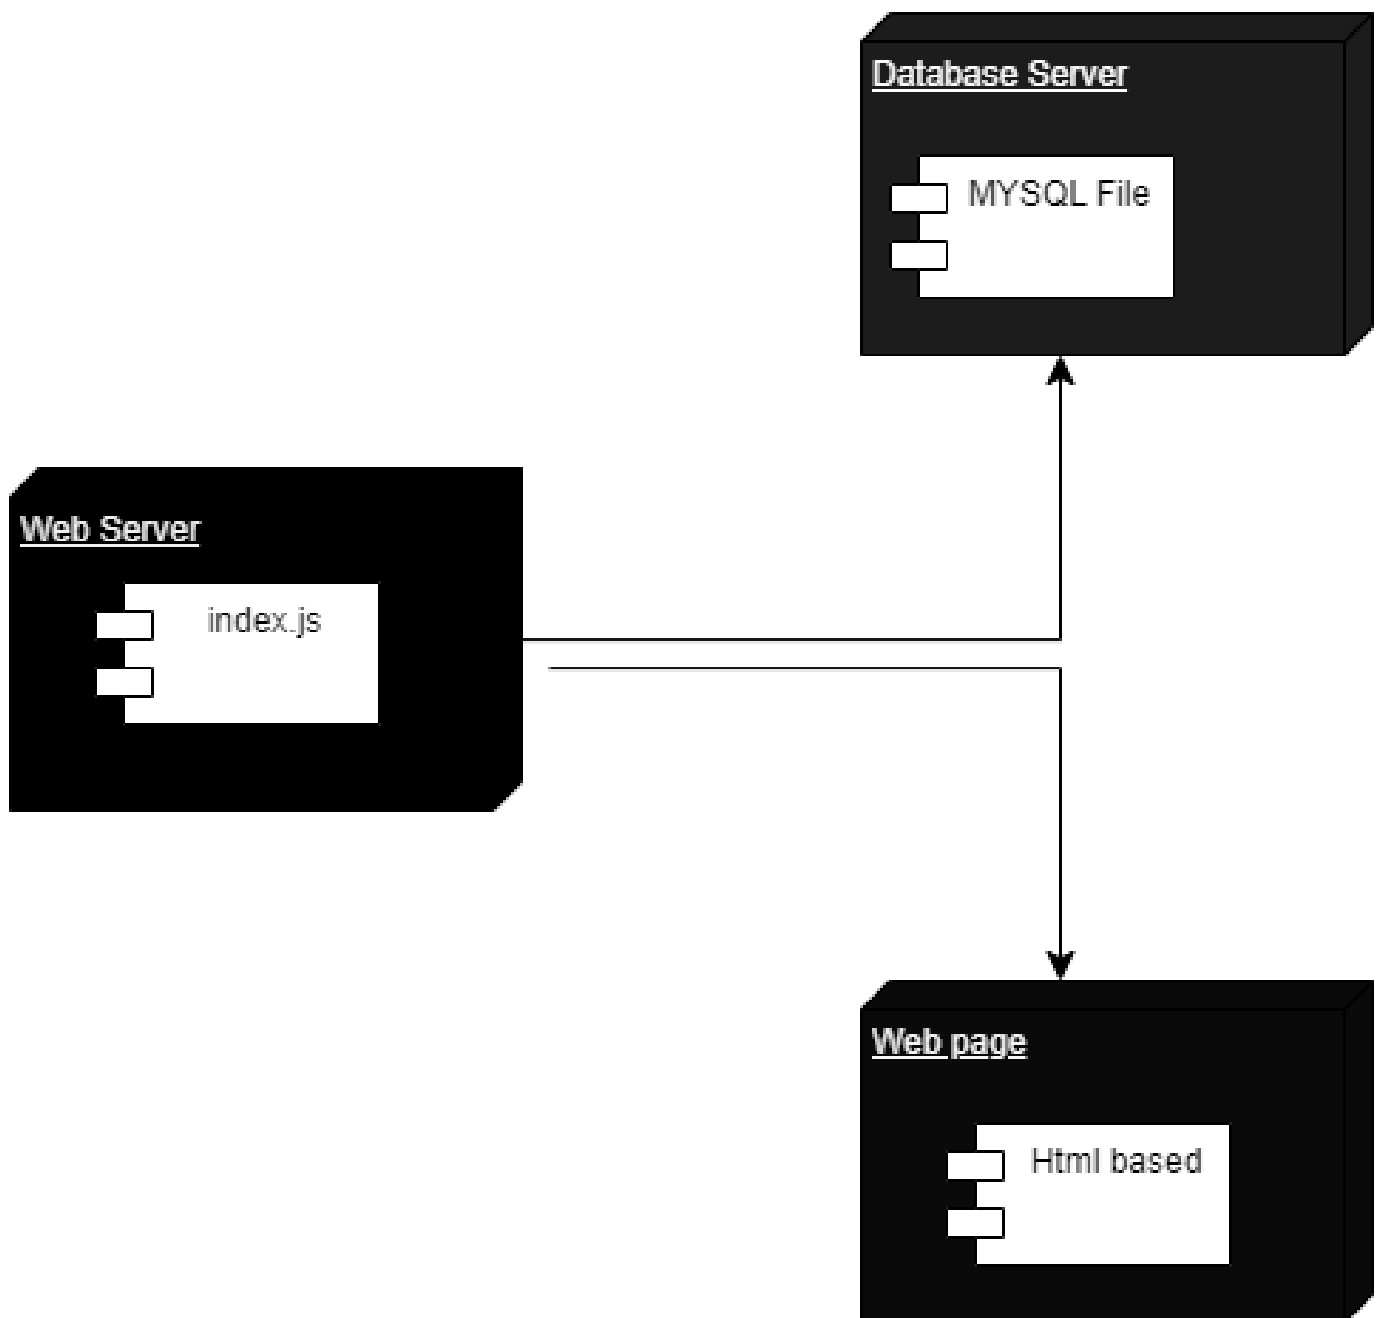 Database Server
MYSQL File
Web Server
index.js
Web page
Html based